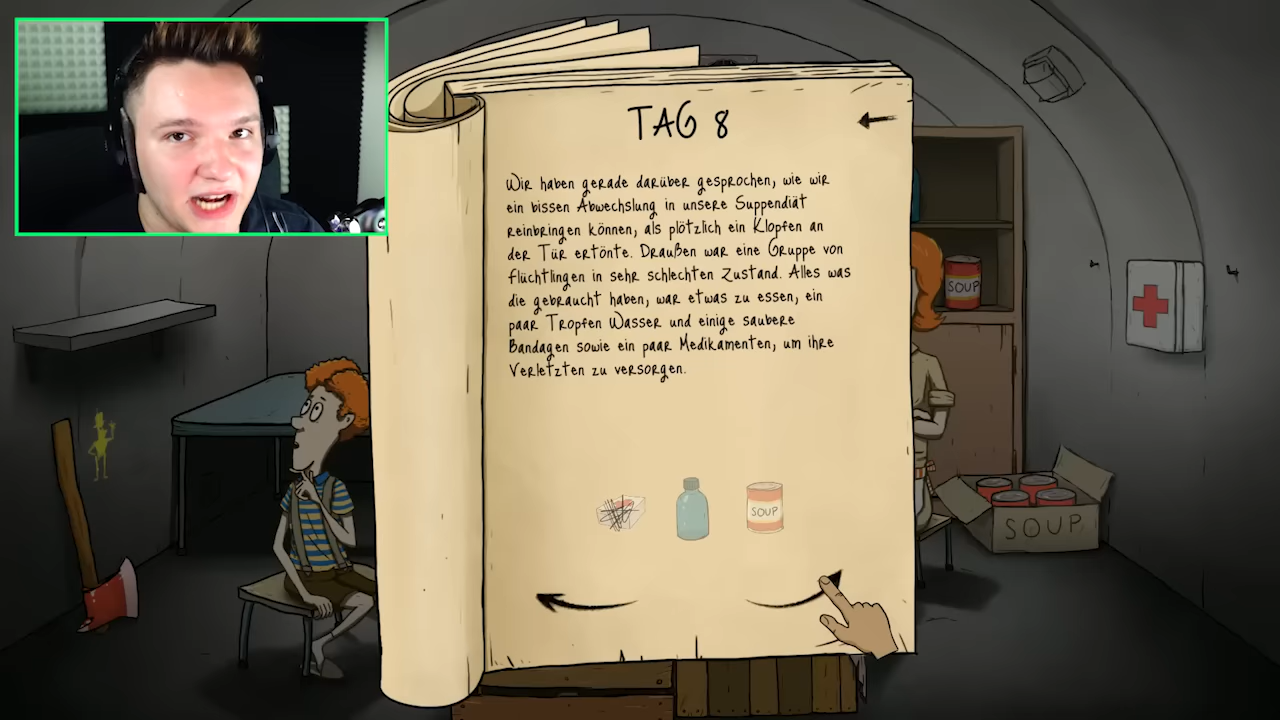 TAG 8
Wir haben gerade darüber gesprochen, wie wir
ein bissen Abwechslung in unsere Suppendiät
reinbringen können, als plötzlich ein Klopfen an
der Tür ertönte. Draußen war eine Gruppe von
Flüchtlingen in sehr schlechten Zustand. Alles was
die gebraucht haben, war etwas zu essen, ein
paar Tropfen Wasser und einige saubere
Bandagen sowie ein paar Medikamenten, um ihre
Verletzten zu versorgen.
SOUP
SOUP
SOUP